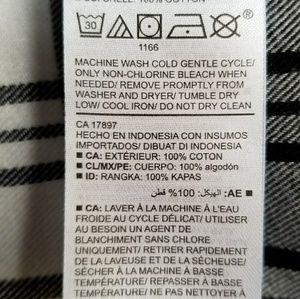 100% COTTON
30
1166
MACHINE WASH COLD GENTLE CYCLE/
ONLY NON-CHLORINE BLEACH WHEN
NEEDED/ REMOVE PROMPTLY FROM
WASHER AND DRYER/ TUMBLE DRY
LOW/ COOL IRON/ DO NOT DRY CLEAN
CA 17897
HECHO EN INDONESIA CON INSUMOS
IMPORTADOS/ DIBUAT DI INDONESIA
■ CA: EXTÉRIEUR: 100% COTON
■ CL/MX/PE: CUERPO: 100% algodón
■ ID: RANGKA: 100% KAPAS
■ AE: الهيكل: 100% قطن
■ CA: LAVER À LA MACHINE À L'EAU
FROIDE AU CYCLE DÉLICAT/ UTILISER
AU BESOIN UN AGENT DE
BLANCHIMENT SANS CHLORE
UNIQUEMENT/ RETIRER RAPIDEMENT
DE LA LAVEUSE ET DE LA SÉCHEUSE/
SÉCHER À LA MACHINE À BASSE
TEMPÉRATURE/ REPASSER À BASSE
TEMPÉRATURE/ NE PAS NETTOYER À